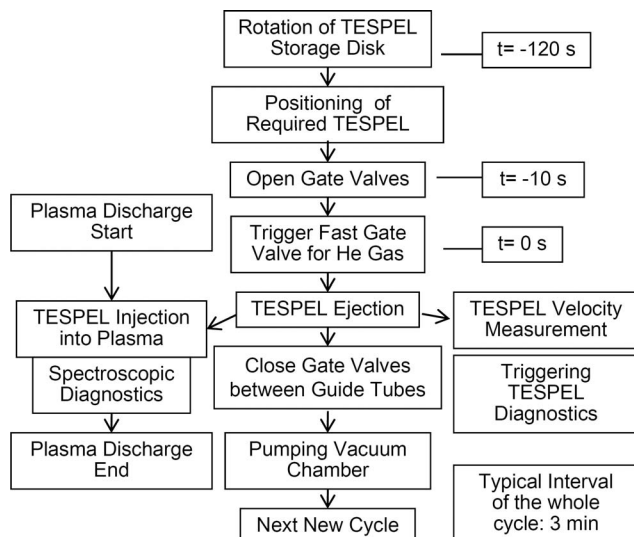 Rotation of TESPEL
Storage Disk
t= -120 s
Positioning of
Required TESPEL
Open Gate Valves
t= -10 s
Plasma Discharge
Start
Trigger Fast Gate
Valve for He Gas
t= 0 s
TESPEL Ejection
TESPEL Injection
into Plasma
TESPEL Velocity
Measurement
Spectroscopic
Diagnostics
Close Gate Valves
between Guide Tubes
Triggering
TESPEL
Diagnostics
Plasma Discharge
End
Pumping Vacuum
Chamber
Typical Interval
of the whole
cycle: 3 min
Next New Cycle